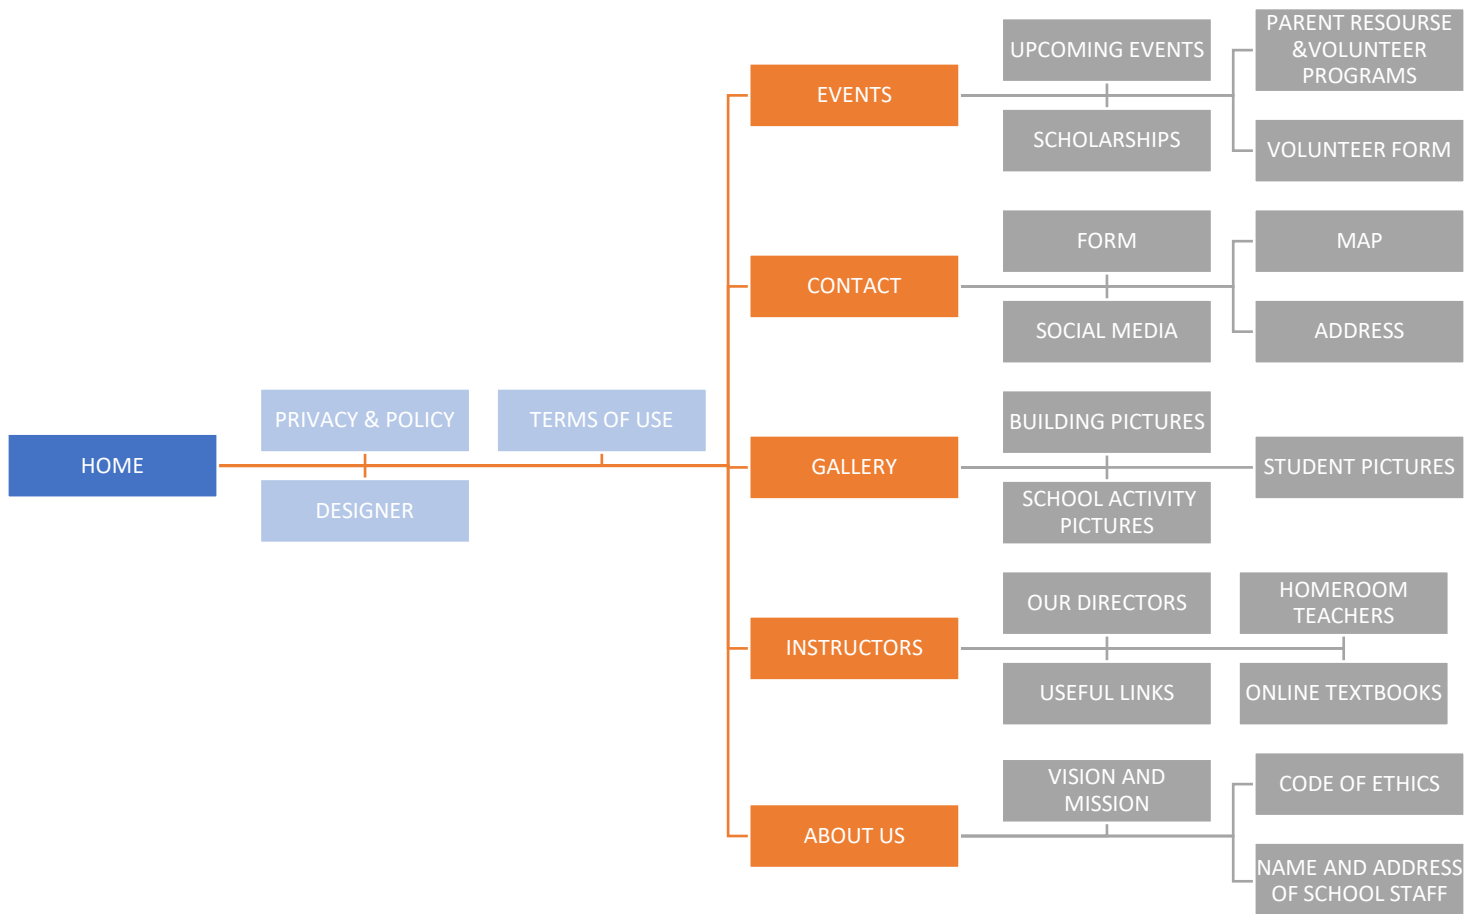 HOME
PRIVACY & POLICY
DESIGNER
TERMS OF USE
EVENTS
UPCOMING EVENTS
SCHOLARSHIPS
PARENT RESOURSE
&VOLUNTEER
PROGRAMS
VOLUNTEER FORM
CONTACT
FORM
SOCIAL MEDIA
MAP
ADDRESS
GALLERY
BUILDING PICTURES
SCHOOL ACTIVITY
PICTURES
STUDENT PICTURES
INSTRUCTORS
OUR DIRECTORS
USEFUL LINKS
HOMEROOM
TEACHERS
ONLINE TEXTBOOKS
ABOUT US
VISION AND
MISSION
CODE OF ETHICS
NAME AND ADDRESS
OF SCHOOL STAFF